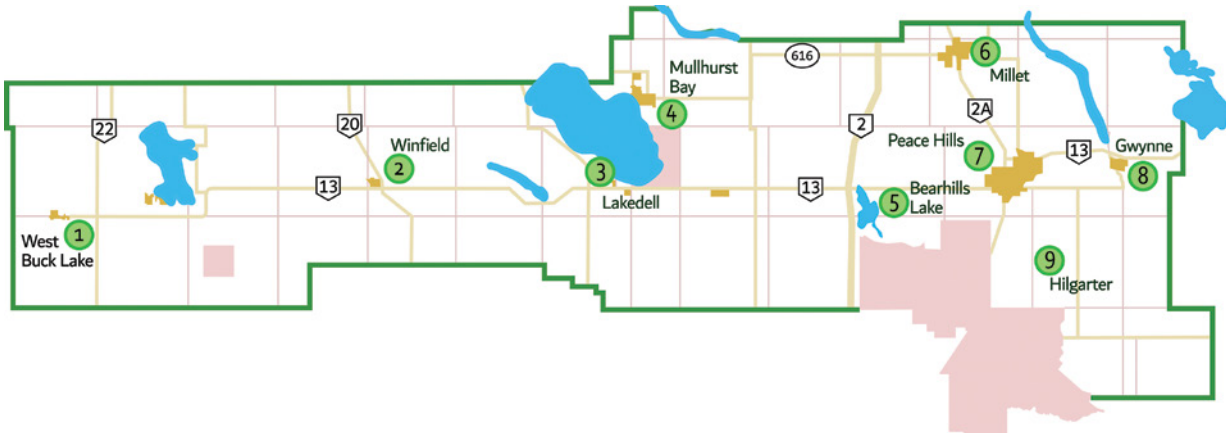 616
6
Millet
Mullhurst
Bay
4
22
20
2
2A
Winfield
2
Peace Hills
7
13
Gwynne
8
3
13
Lakedell
13
5
Bearhills
Lake
1
West
Buck Lake
9
Hilgarter